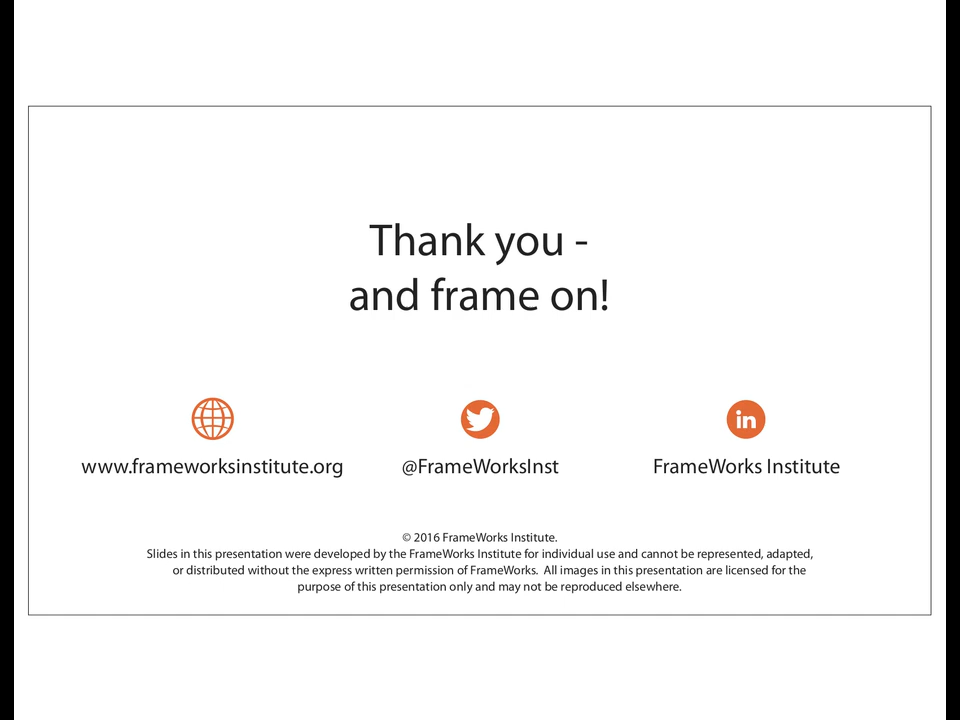 Thank you -
and frame on!
in
www.frameworksinstitute.org @FrameWorksInst FrameWorks Institute
© 2016 FrameWorks Institute.
Slides in this presentation were developed by the FrameWorks Institute for individual use and cannot be represented, adapted,
or distributed without the express written permission of FrameWorks.  All images in this presentation are licensed for the
purpose of this presentation only and may not be reproduced elsewhere.